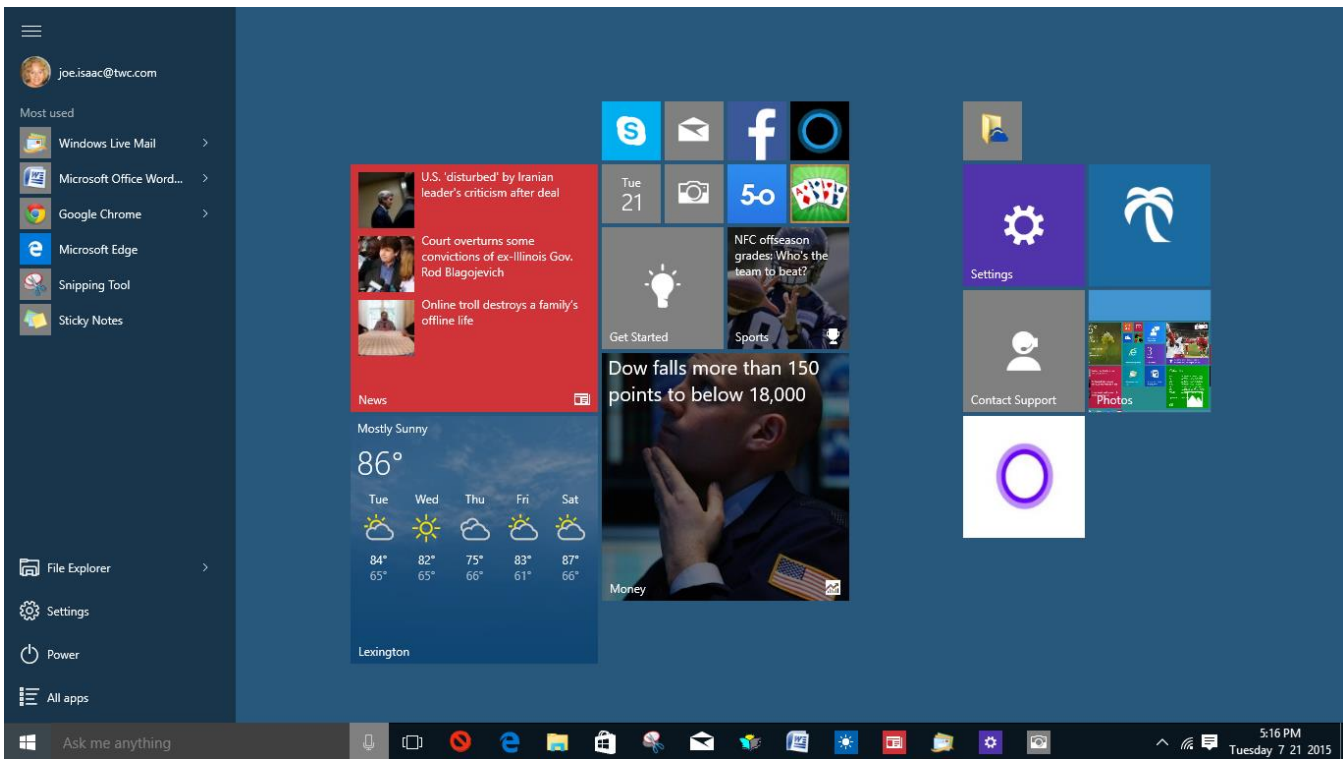 joe.isaac@twc.com
Most used
Windows Live Mail
Microsoft Office Word...
Google Chrome
Microsoft Edge
Snipping Tool
Sticky Notes
File Explorer
Settings
Power
All apps
U.S. 'disturbed' by Iranian
leader's criticism after deal
Court overturns some
convictions of ex-Illinois Gov.
Rod Blagojevich
Online troll destroys a family's
offline life
News
Mostly Sunny
86°
Tue Wed Thu Fri Sat
84° 82° 75° 83° 87°
65° 65° 66° 61° 66°
Lexington
Tue
21
5-0
Get Started
NFC offseason
grades: Who's the
team to beat?
Sports
Dow falls more than 150
points to below 18,000
Money
Settings
Contact Support
Photos
Ask me anything
5:16 PM
Tuesday 7 21 2015